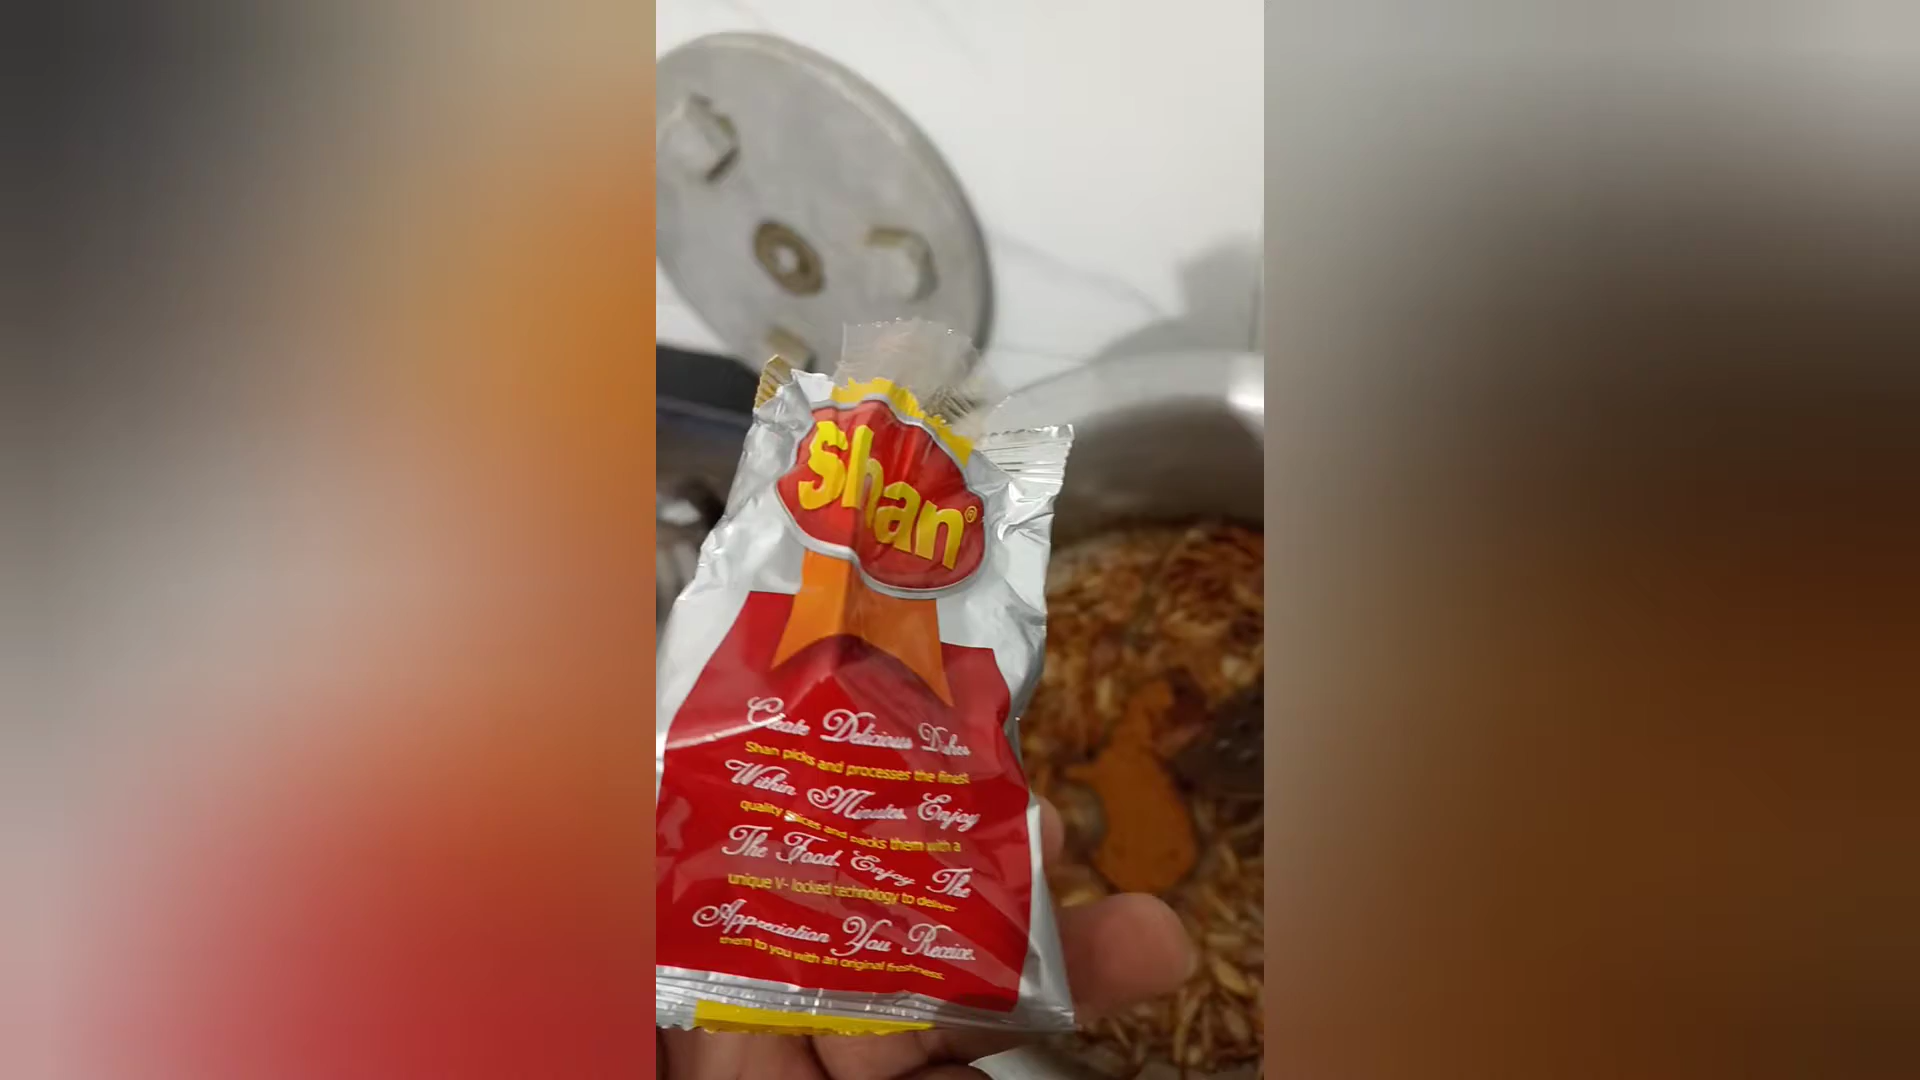 Shan®
Create Delicious Dishes
Shan picks and processes the finest
Within Minutes. Enjoy
quality spices and packs them with a
The Food. Enjoy The
unique V- locked technology to deliver
Appreciation You Receive.
them to you with an original freshness.